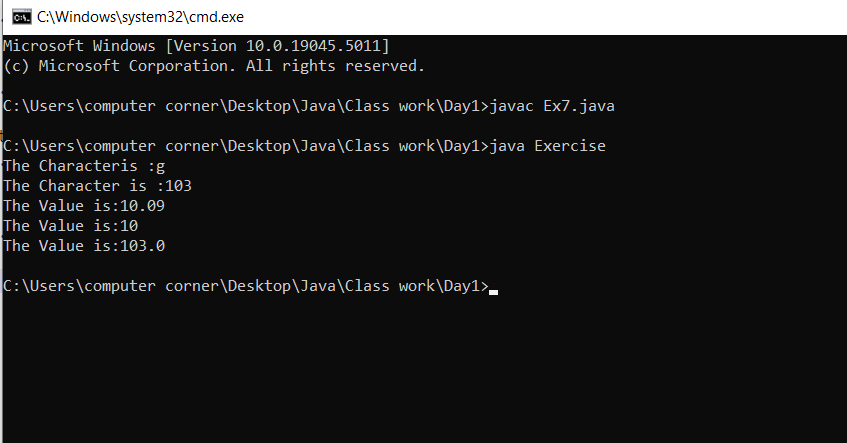 C:\Windows\system32\cmd.exe
Microsoft Windows [Version 10.0.19045.5011]
(c) Microsoft Corporation. All rights reserved.
C:\Users\computer corner\Desktop\Java\Class work\Day1>javac Ex7.java
C:\Users\computer corner\Desktop\Java\Class work\Day1>java Exercise
The Characteris :g
The Character is :103
The Value is:10.09
The Value is:10
The Value is:103.0
C:\Users\computer corner\Desktop\Java\Class work\Day1>